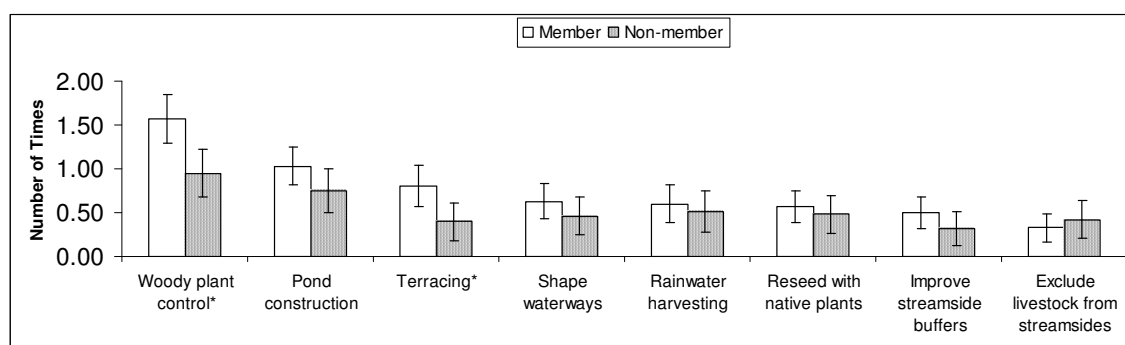 Member Non-member
Number of Times
2.00
1.50
1.00
0.50
0.00
Woody plant
control*
Pond
construction
Terracing*
Shape
waterways
Rainwater
harvesting
Reseed with
native plants
Improve
streamside
buffers
Exclude
livestock from
streamsides